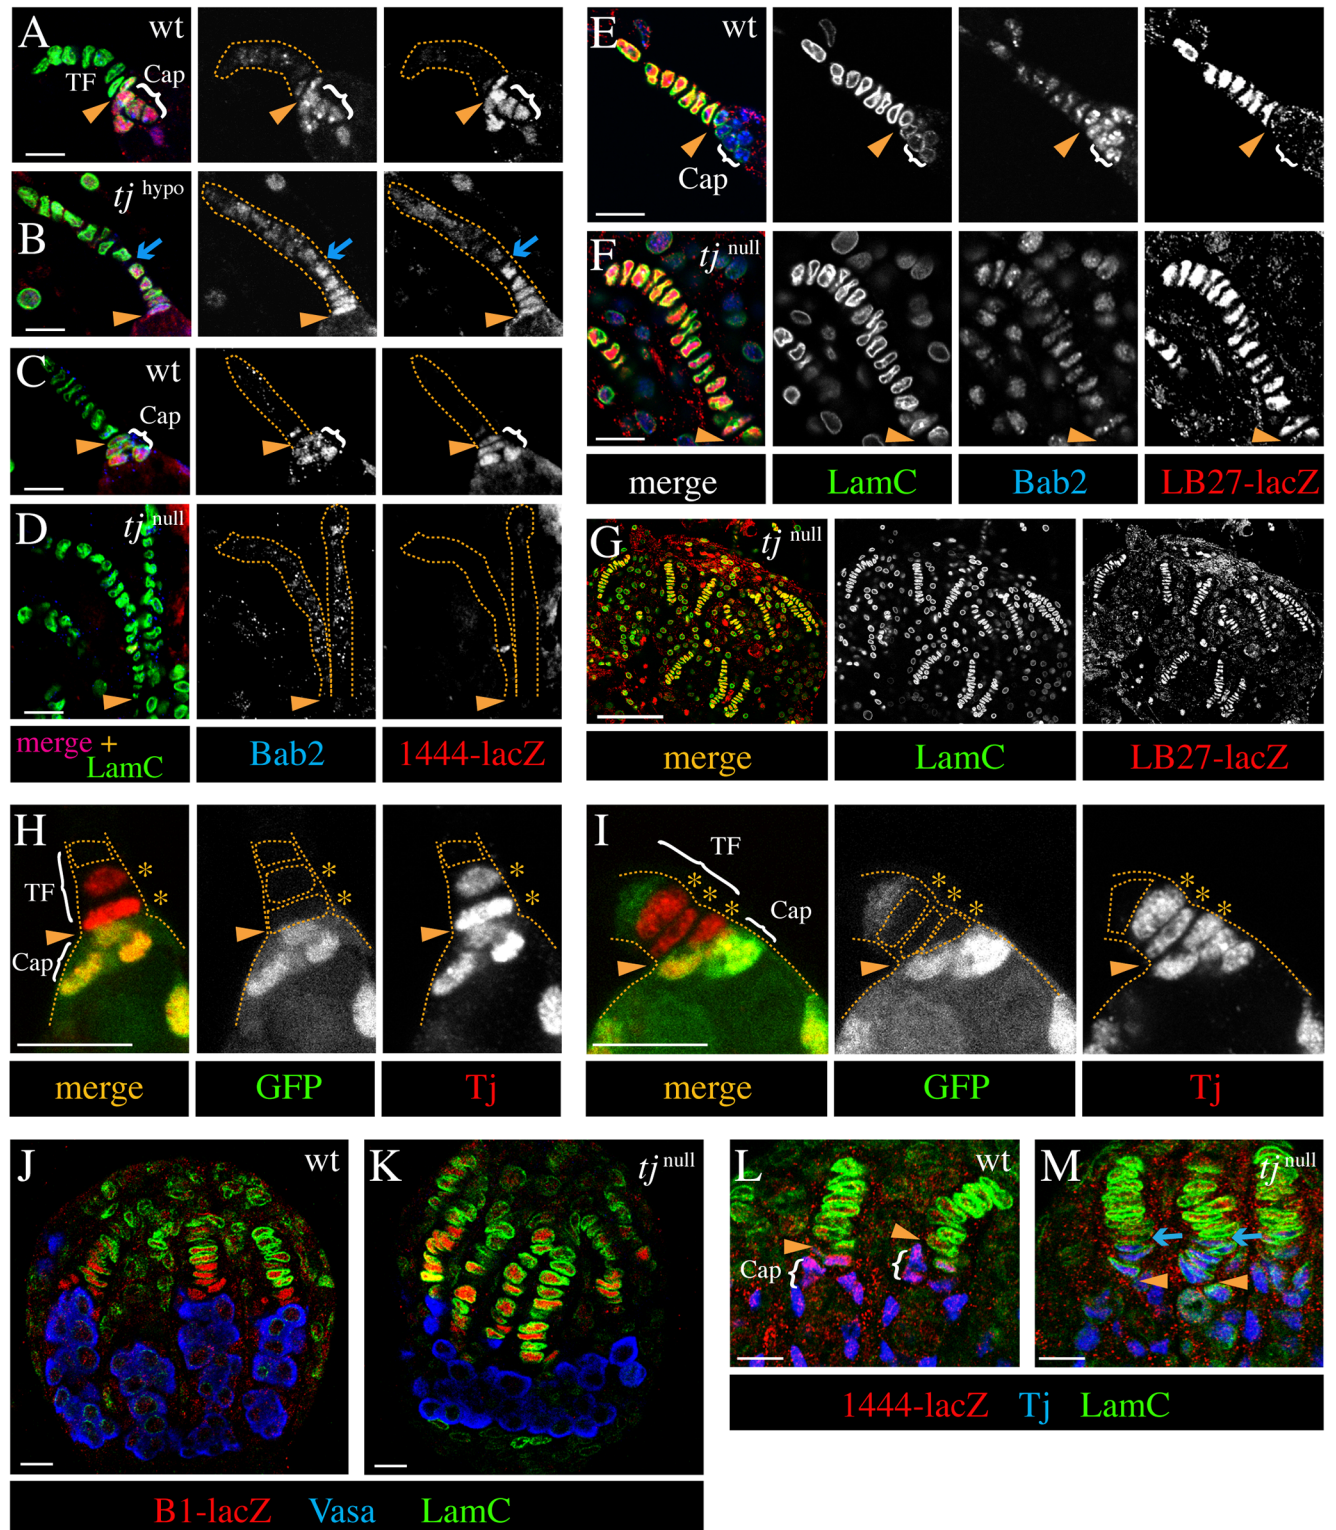 A
wt
TF
Cap
B
tj hypo
C
wt
Cap
D
tj null
merge +
LamC
Bab2
1444-lacZ
E
wt
Cap
F
tj null
merge
LamC
Bab2
LB27-lacZ
G
tj null
merge
LamC
LB27-lacZ
H
TF
Cap
* *
* *
* *
merge
GFP
Tj
I
TF
Cap
* * *
* * *
* * *
merge
GFP
Tj
J
wt
K
tj null
B1-lacZ Vasa LamC
L
wt
Cap
M
tj null
1444-lacZ Tj LamC